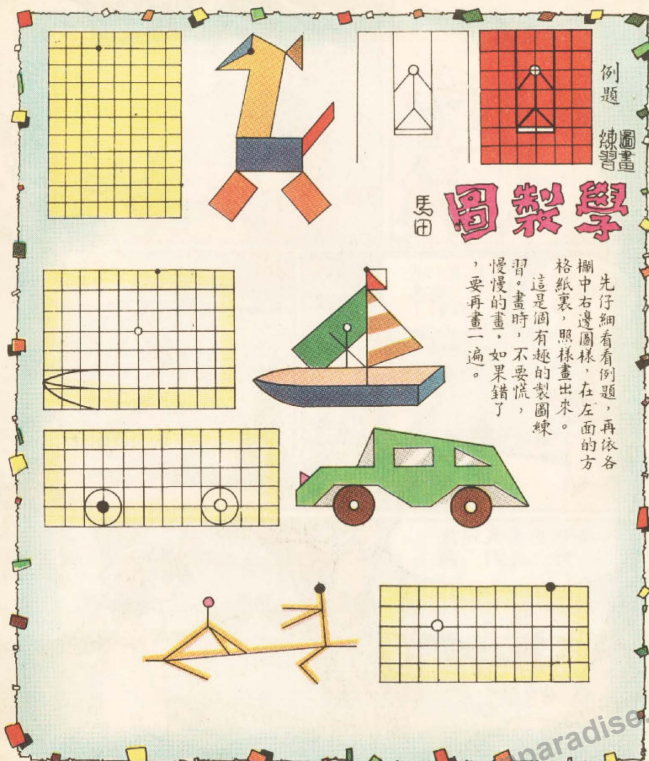 例題
圖畫
練習
學製圖
馬田
先仔細看看例題，再依各
欄中右邊圖樣，在左面的方
格紙裏，照樣畫出來。
這是個有趣的製圖練
習。畫時，不要慌，
慢慢的畫，如果錯了
，要再畫一遍。
paradise.